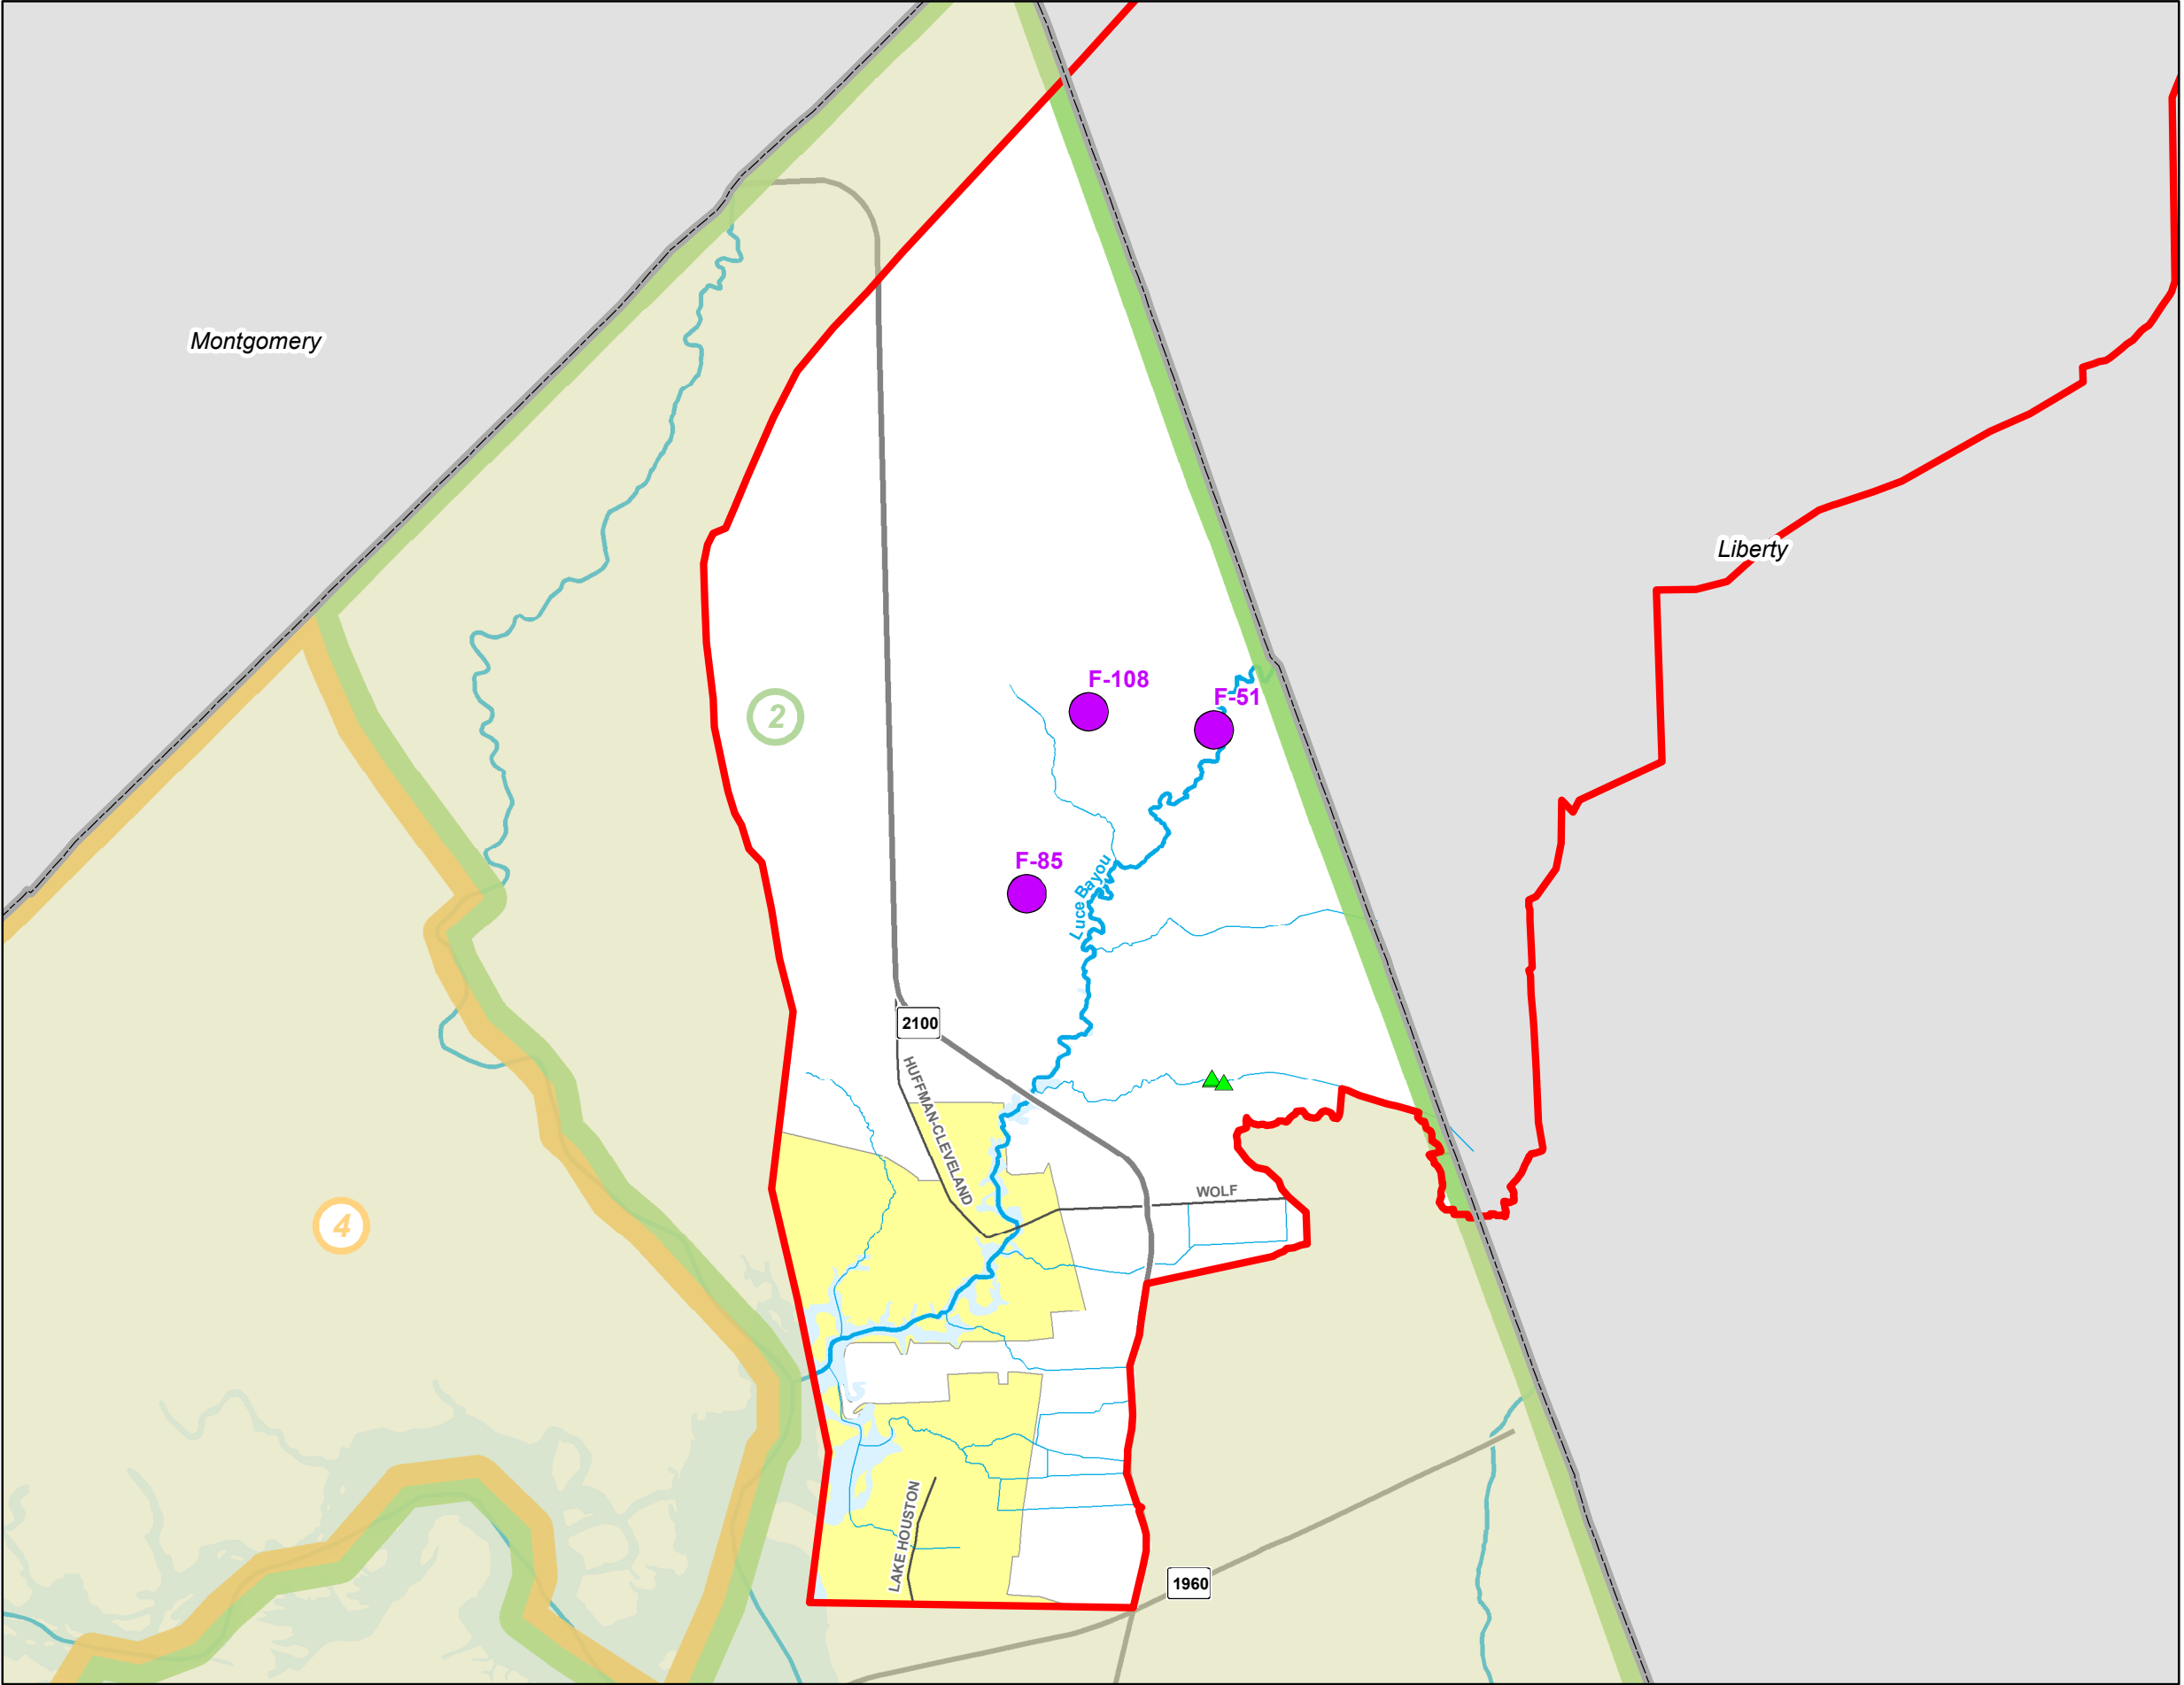 Montgomery
Liberty
F-108
F-51
2
F-85
Luce Bayou
2100
HUFFMAN-CLEVELAND
WOLF
4
LAKE HOUSTON
1960